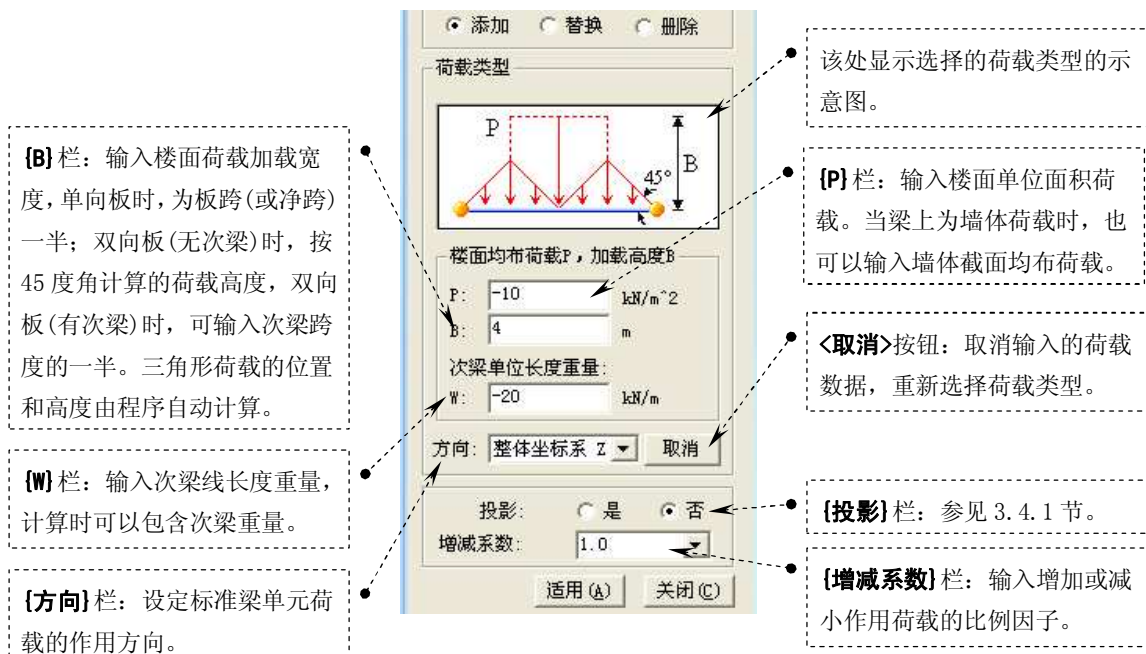 添加 替换 删除
荷载类型
P
45°
B
楼面均布荷载P，加载高度B
P: -10 kN/m^2
B: 4 m
次梁单位长度重量:
W: -20 kN/m
方向: 整体坐标系 Z 取消
投影: 是 否
增减系数: 1.0
适用(A) 关闭(C)
{B}栏：输入楼面荷载加载宽
度，单向板时，为板跨(或净跨)
一半；双向板(无次梁)时，按
45 度角计算的荷载高度，双向
板(有次梁)时，可输入次梁跨
度的一半。三角形荷载的位置
和高度由程序自动计算。
{W}栏：输入次梁线长度重量，
计算时可以包含次梁重量。
{方向}栏：设定标准梁单元荷
载的作用方向。
该处显示选择的荷载类型的示
意图。
{P}栏：输入楼面单位面积荷
载。当梁上为墙体荷载时，也
可以输入墙体截面均布荷载。
<取消>按钮：取消输入的荷载
数据，重新选择荷载类型。
{投影}栏：参见 3.4.1 节。
{增减系数}栏：输入增加或减
小作用荷载的比例因子。